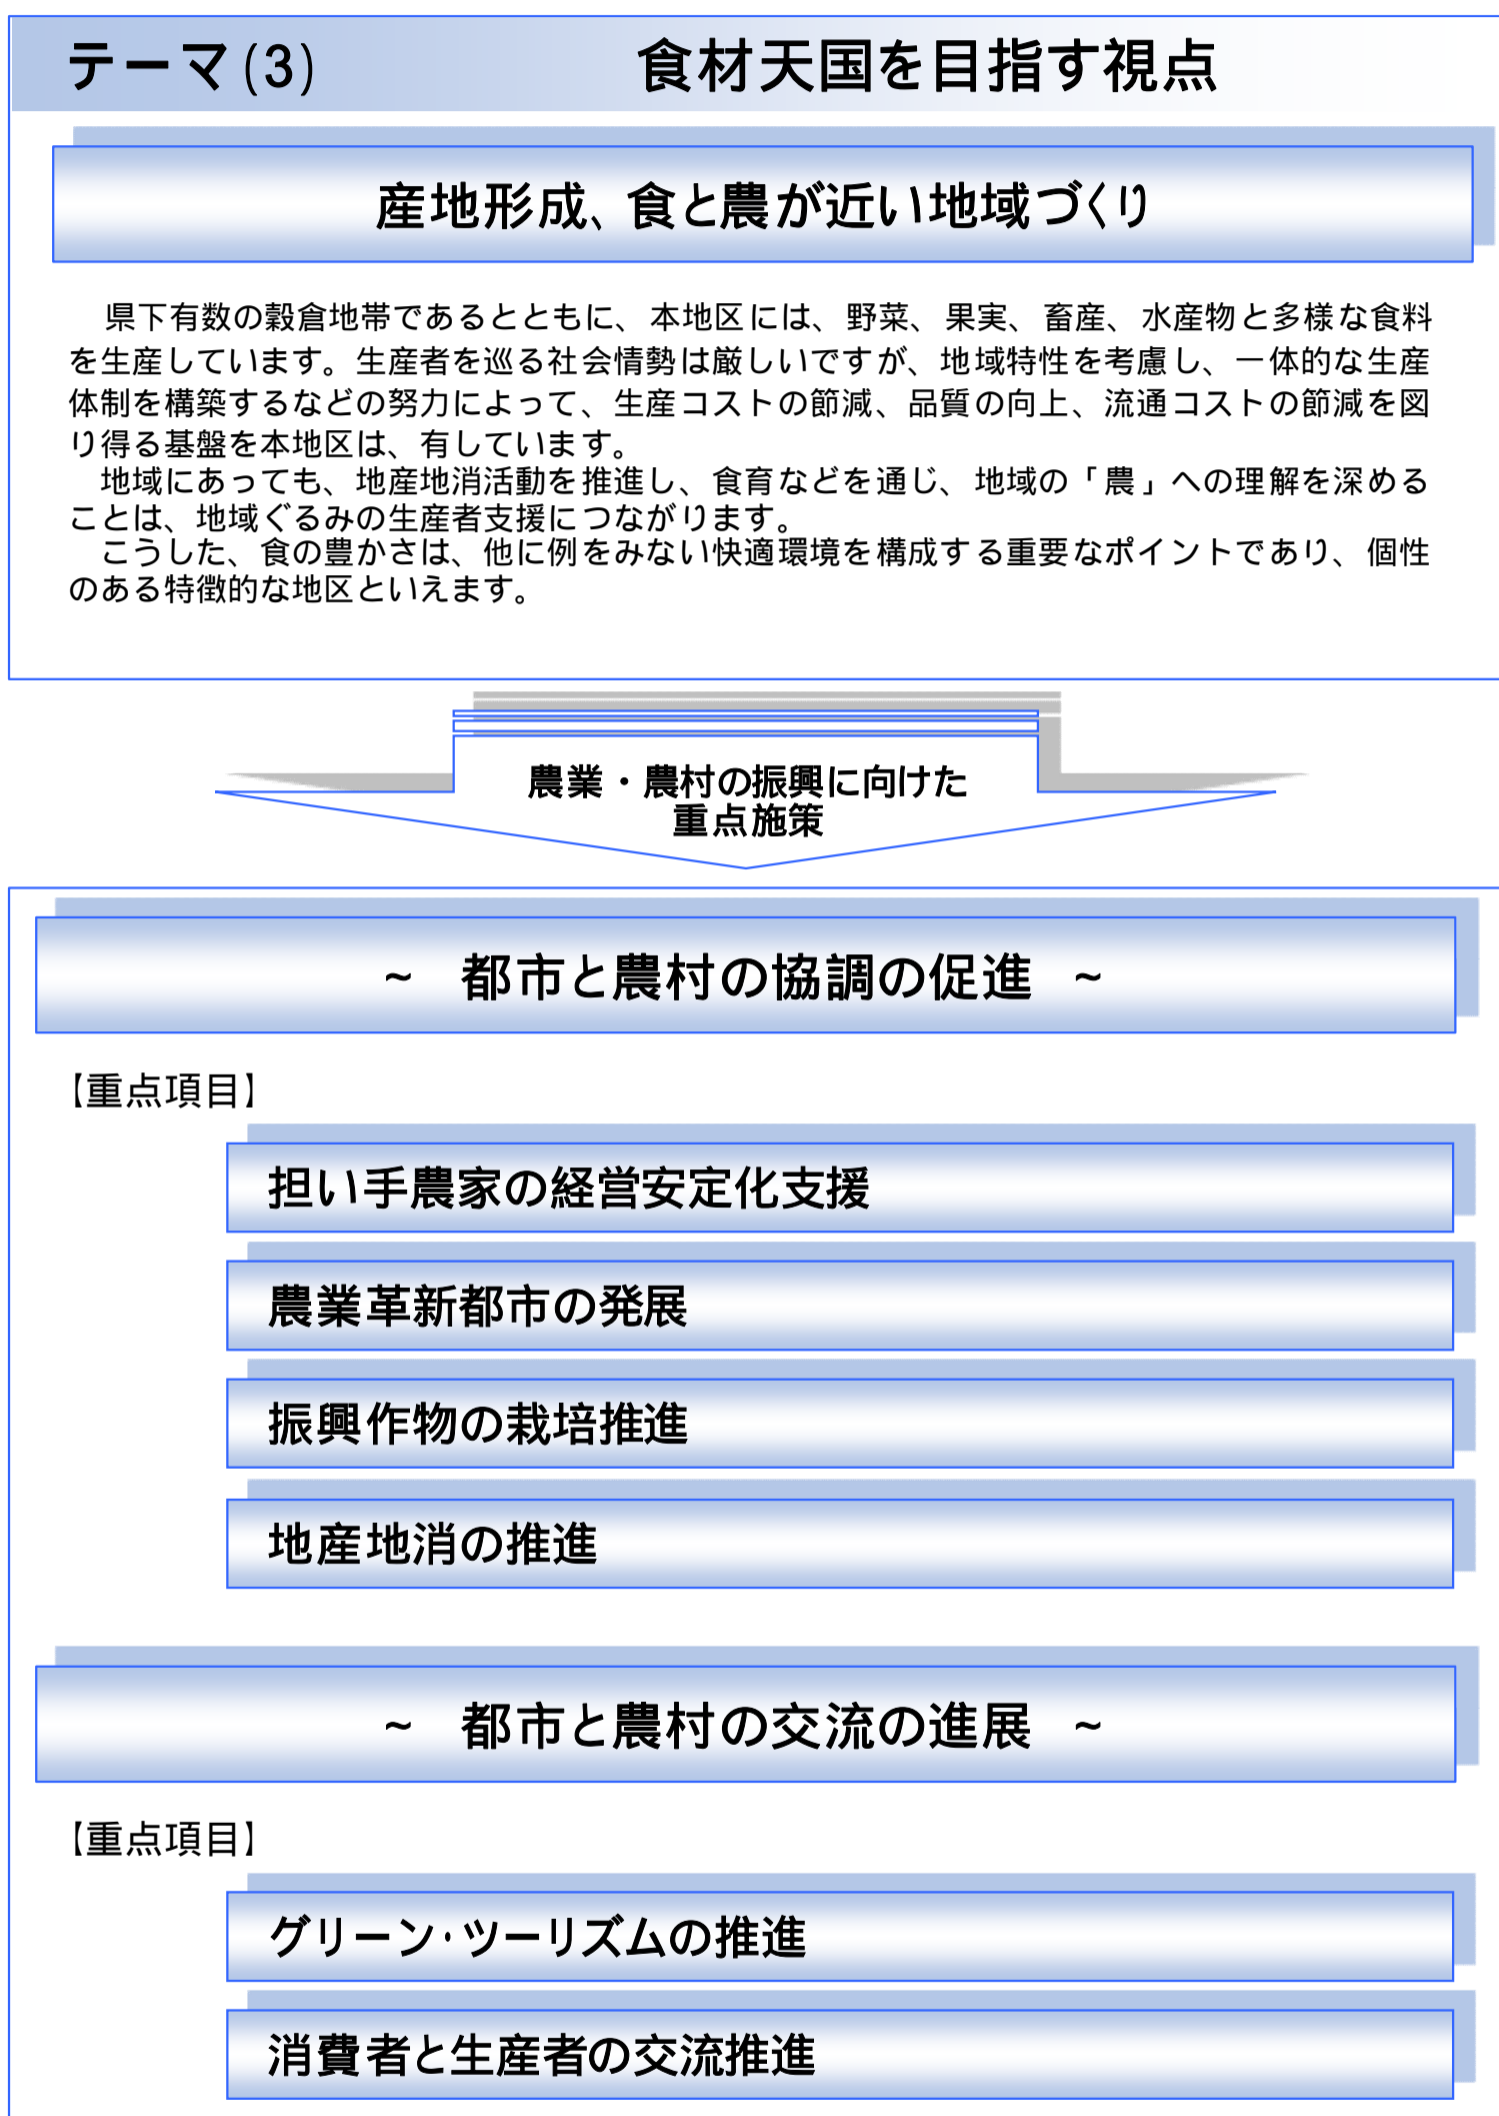 テーマ(3) 食材天国を目指す視点
産地形成、食と農が近い地域づくり
県下有数の穀倉地帯であるとともに、本地区には、野菜、果実、畜産、水産物と多様な食料
を生産しています。生産者を巡る社会情勢は厳しいですが、地域特性を考慮し、一体的な生産
体制を構築するなどの努力によって、生産コストの節減、品質の向上、流通コストの節減を図
り得る基盤を本地区は、有しています。
地域にあっても、地産地消活動を推進し、食育などを通じ、地域の「農」への理解を深める
ことは、地域ぐるみの生産者支援につながります。
こうした、食の豊かさは、他に例をみない快適環境を構成する重要なポイントであり、個性
のある特徴的な地区といえます。
農業・農村の振興に向けた
重点施策
~ 都市と農村の協調の促進 ~
【重点項目】
担い手農家の経営安定化支援
農業革新都市の発展
振興作物の栽培推進
地産地消の推進
~ 都市と農村の交流の進展 ~
【重点項目】
グリーン・ツーリズムの推進
消費者と生産者の交流推進